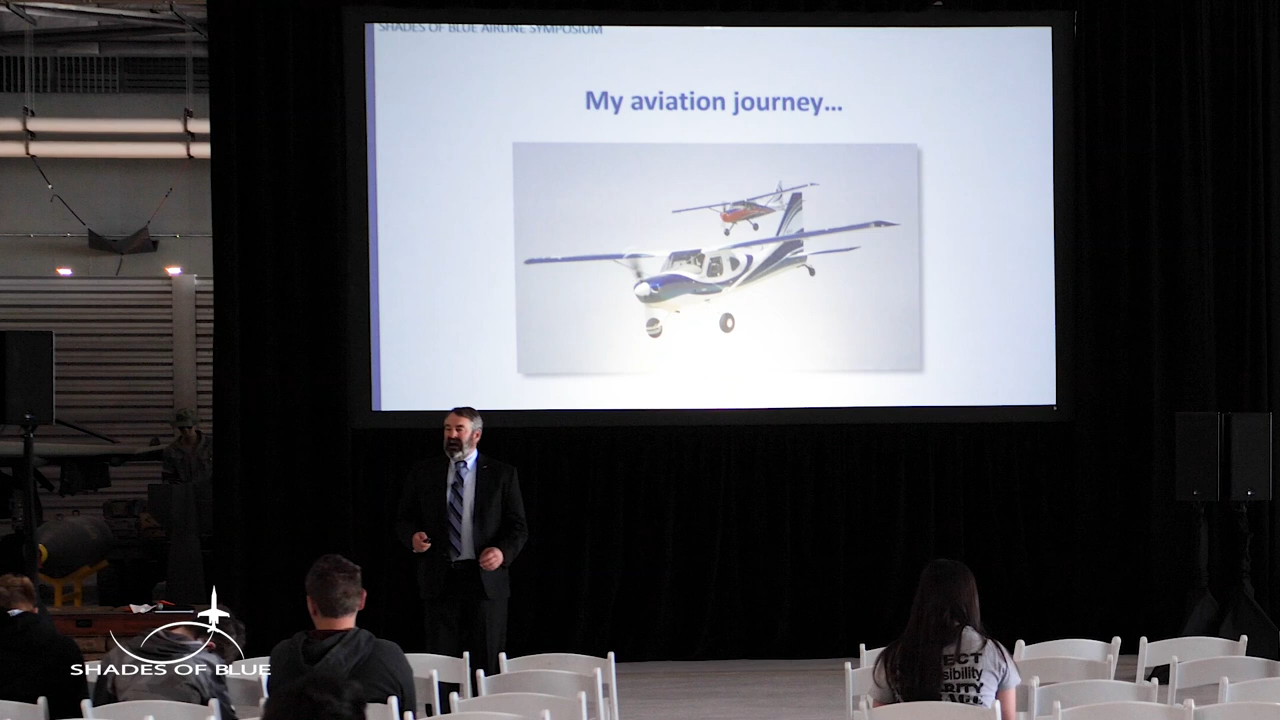 SHADES OF BLUE AIRLINE SYMPOSIUM
My aviation journey...
SHADES OF BLUE